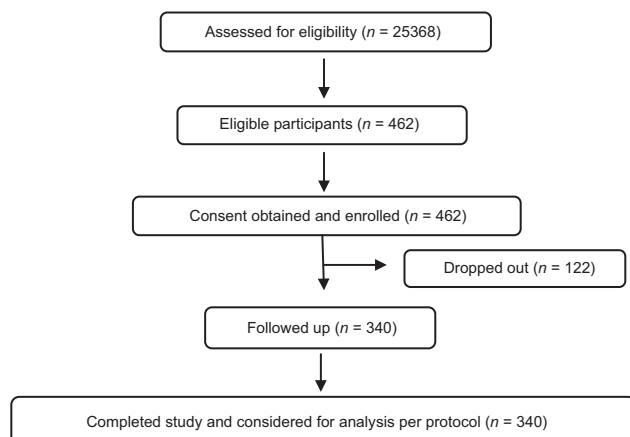 Assessed for eligibility (n = 25368)
Eligible participants (n = 462)
Consent obtained and enrolled (n = 462)
Dropped out (n = 122)
Followed up (n = 340)
Completed study and considered for analysis per protocol (n = 340)